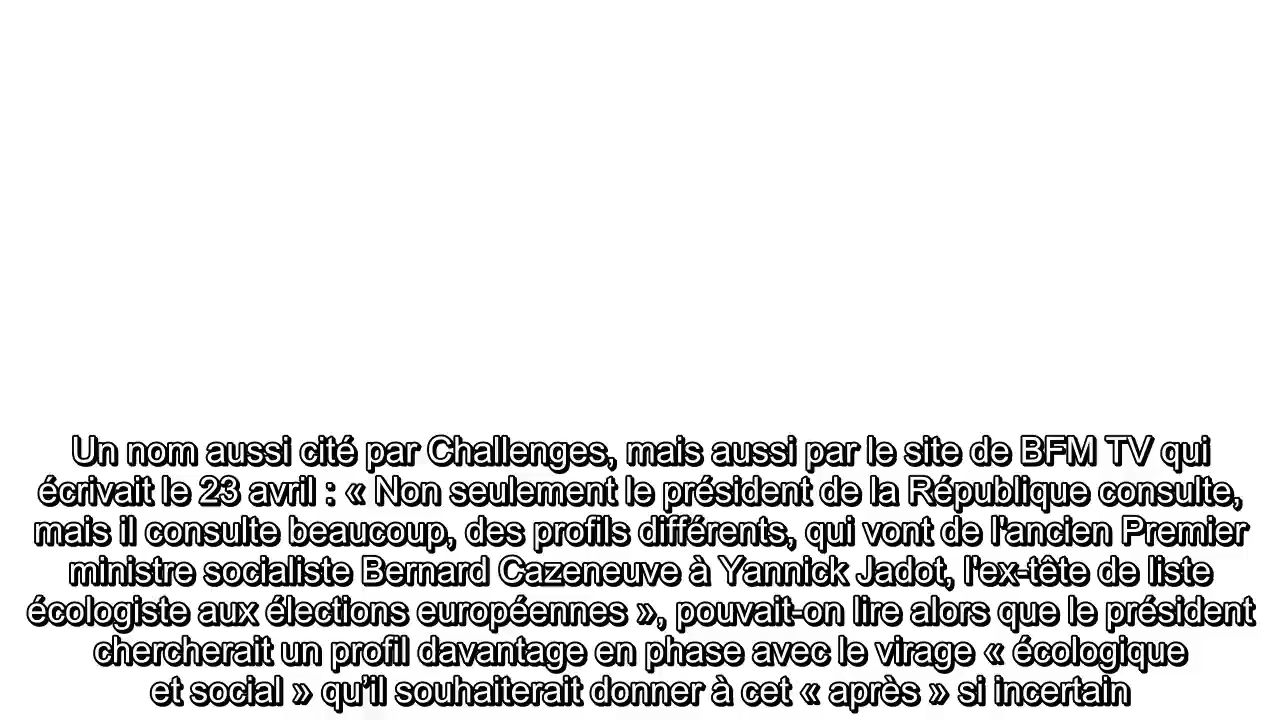 Un nom aussi cité par Challenges, mais aussi par le site de BFM TV qui
écrivait le 23 avril : « Non seulement le président de la République consulte,
mais il consulte beaucoup, des profils différents, qui vont de l'ancien Premier
ministre socialiste Bernard Cazeneuve à Yannick Jadot, l'ex-tête de liste
écologiste aux élections européennes », pouvait-on lire alors que le président
chercherait un profil davantage en phase avec le virage « écologique
et social » qu’il souhaiterait donner à cet « après » si incertain